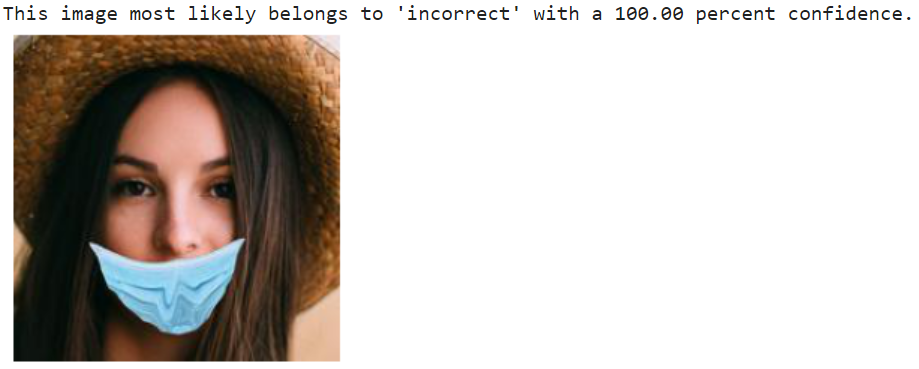 This image most likely belongs to 'incorrect' with a 100.00 percent confidence.